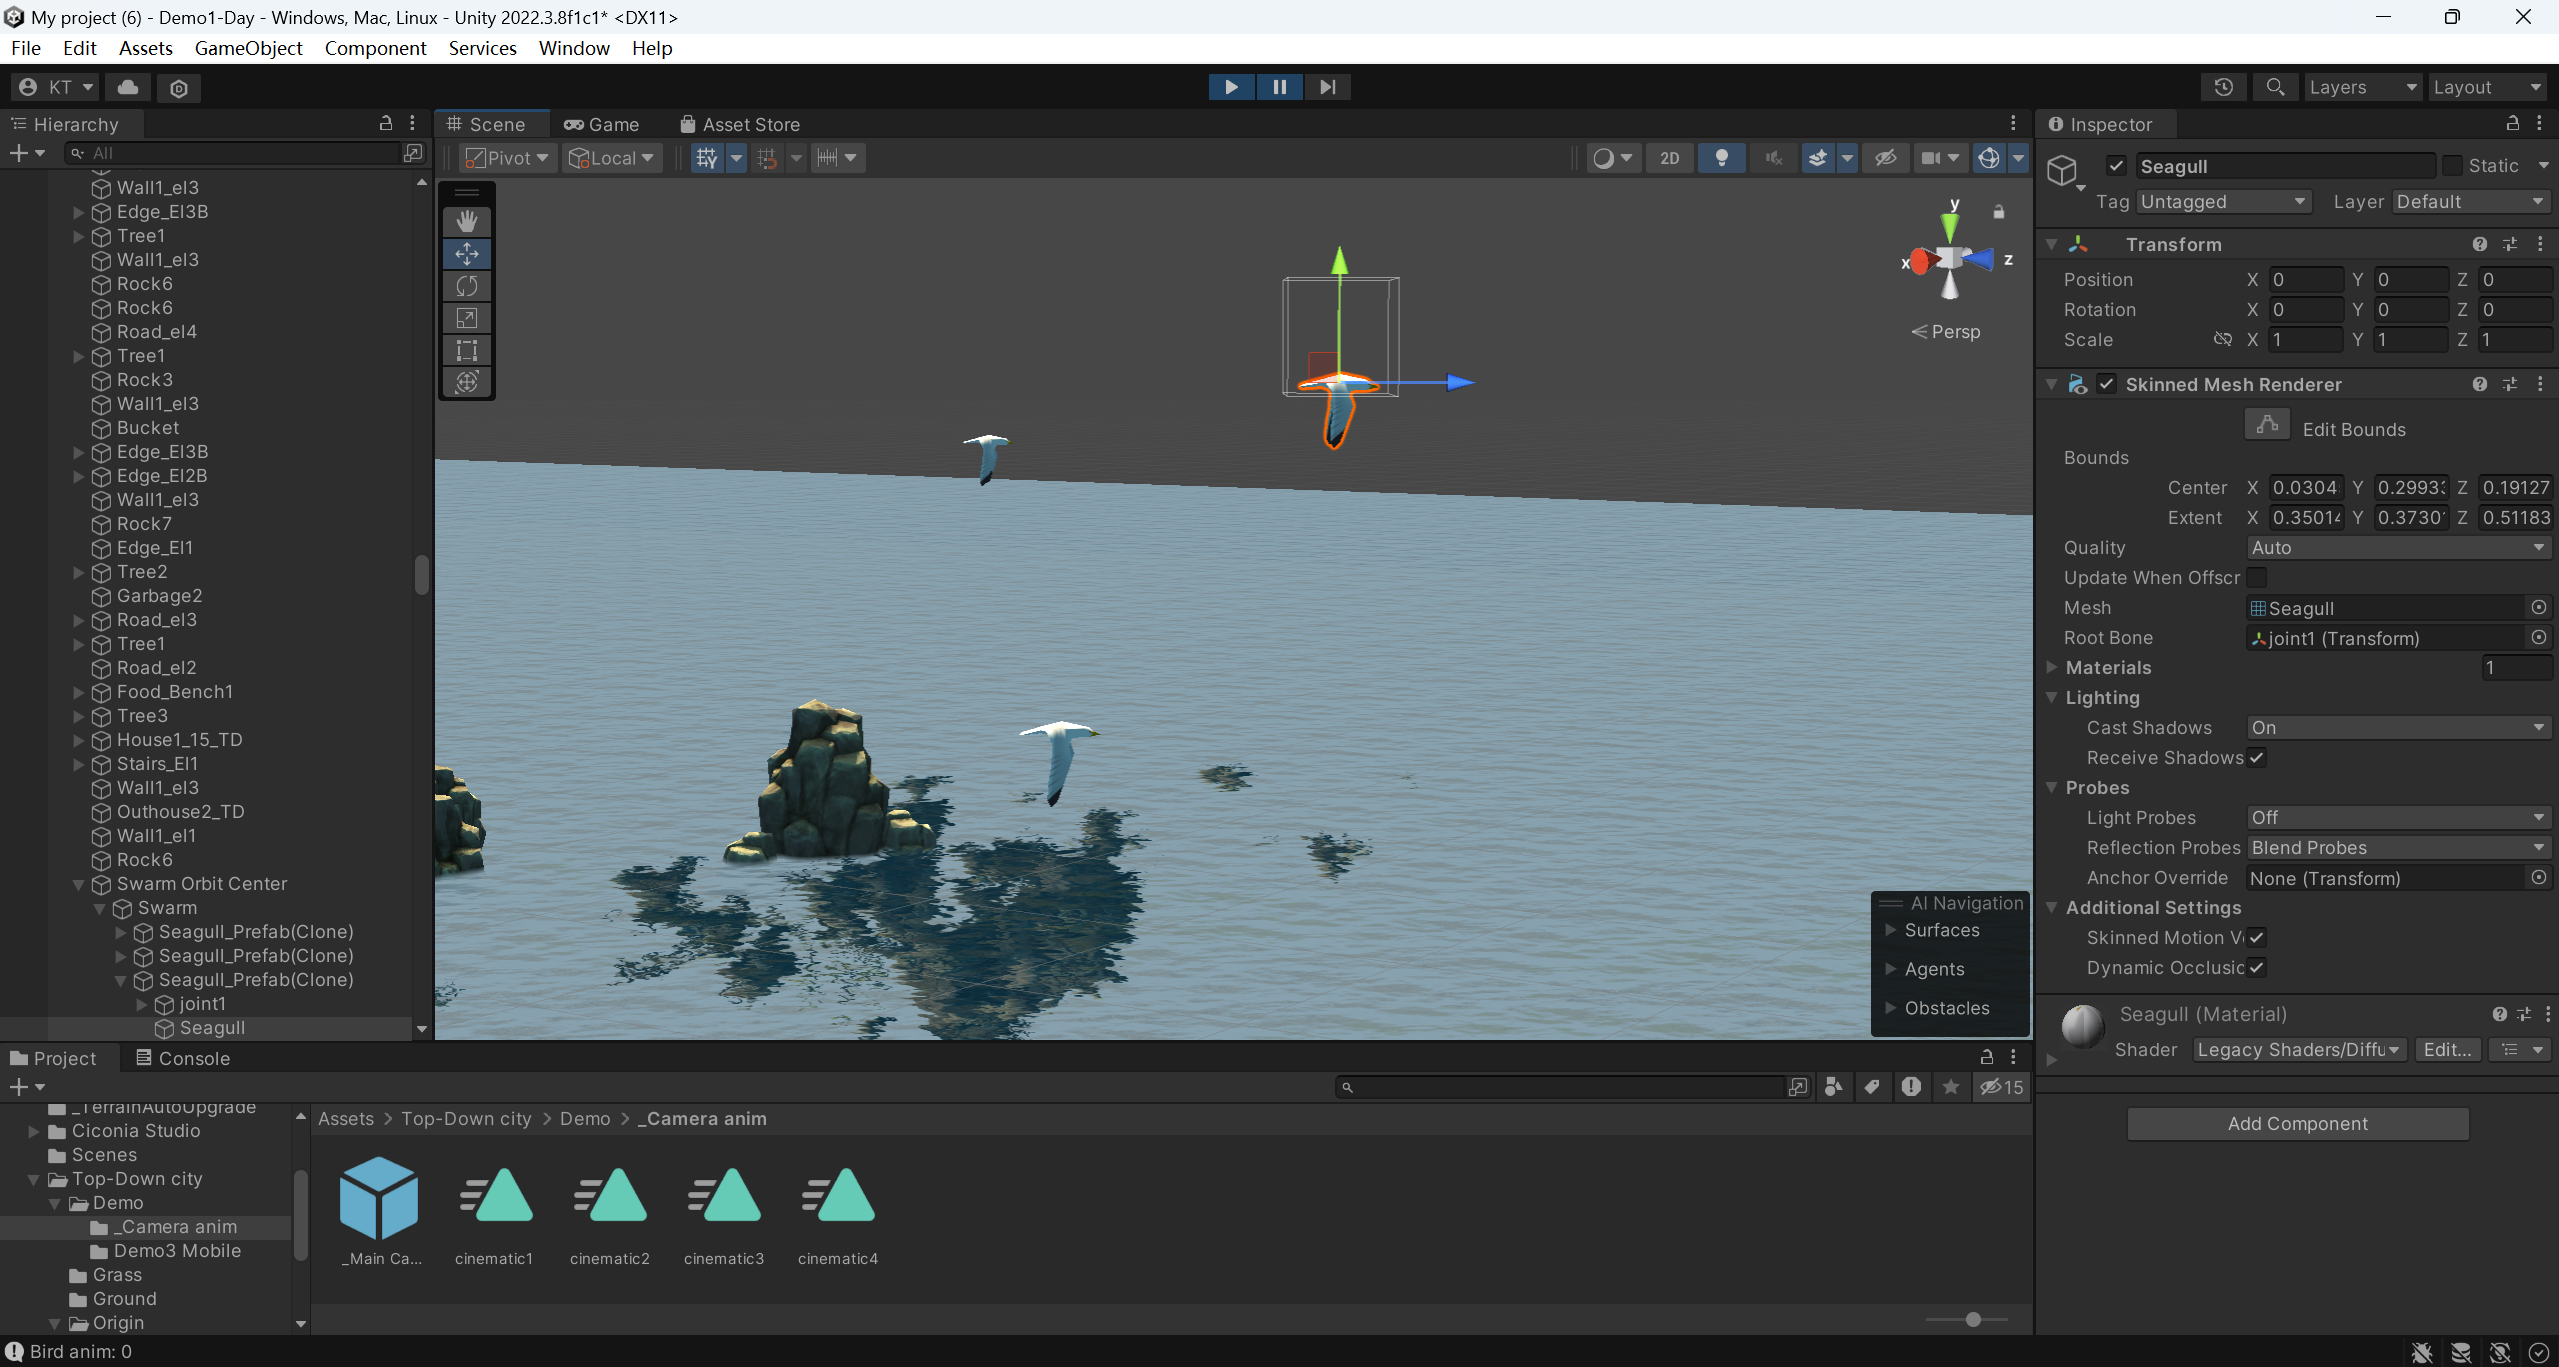 My project (6) - Demo1-Day - Windows, Mac, Linux - Unity 2022.3.8f1c1* <DX11>
File Edit Assets GameObject Component Services Window Help
KT
Layers
Layout
Hierarchy
Scene
Game
Asset Store
Inspector
All
Pivot
Local
2D
Seagull
Static
Tag Untagged
Layer Default
Wall1_el3
Edge_El3B
Tree1
Wall1_el3
Rock6
Rock6
Road_el4
Tree1
Rock3
Wall1_el3
Bucket
Edge_El3B
Edge_El2B
Wall1_el3
Rock7
Edge_El1
Tree2
Garbage2
Road_el3
Tree1
Road_el2
Food_Bench1
Tree3
House1_15_TD
Stairs_El1
Wall1_el3
Outhouse2_TD
Wall1_el1
Rock6
Swarm Orbit Center
Swarm
Seagull_Prefab(Clone)
Seagull_Prefab(Clone)
Seagull_Prefab(Clone)
joint1
Seagull
y
x
z
Persp
AI Navigation
Surfaces
Agents
Obstacles
Transform
Position X 0 Y 0 Z 0
Rotation X 0 Y 0 Z 0
Scale X 1 Y 1 Z 1
Skinned Mesh Renderer
Edit Bounds
Bounds
Center X 0.0304 Y 0.2993 Z 0.19127
Extent X 0.35014 Y 0.3730 Z 0.51183
Quality Auto
Update When Offscr
Mesh Seagull
Root Bone joint1 (Transform)
Materials 1
Lighting
Cast Shadows On
Receive Shadows
Probes
Light Probes Off
Reflection Probes Blend Probes
Anchor Override None (Transform)
Additional Settings
Skinned Motion V
Dynamic Occlusic
Seagull (Material)
Shader Legacy Shaders/Diffu Edit...
Add Component
Project
Console
15
_TerrainAutoUpgrade
Ciconia Studio
Scenes
Top-Down city
Demo
_Camera anim
Demo3 Mobile
Grass
Ground
Origin
Assets > Top-Down city > Demo > _Camera anim
_Main Ca...
cinematic1
cinematic2
cinematic3
cinematic4
Bird anim: 0